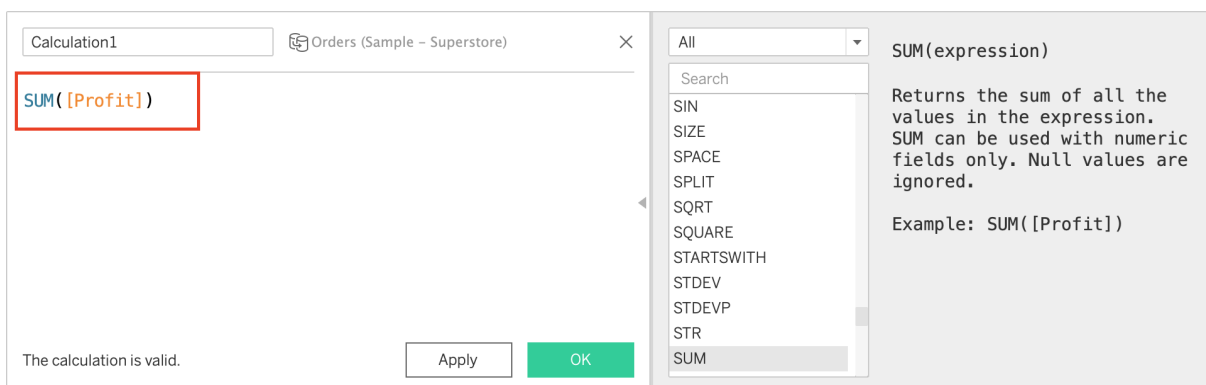 Calculation1
Orders (Sample – Superstore)
SUM([Profit])
The calculation is valid.
Apply
OK
All
Search
SIN
SIZE
SPACE
SPLIT
SQRT
SQUARE
STARTSWITH
STDEV
STDEVP
STR
SUM
SUM(expression)
Returns the sum of all the
values in the expression.
SUM can be used with numeric
fields only. Null values are
ignored.
Example: SUM([Profit])